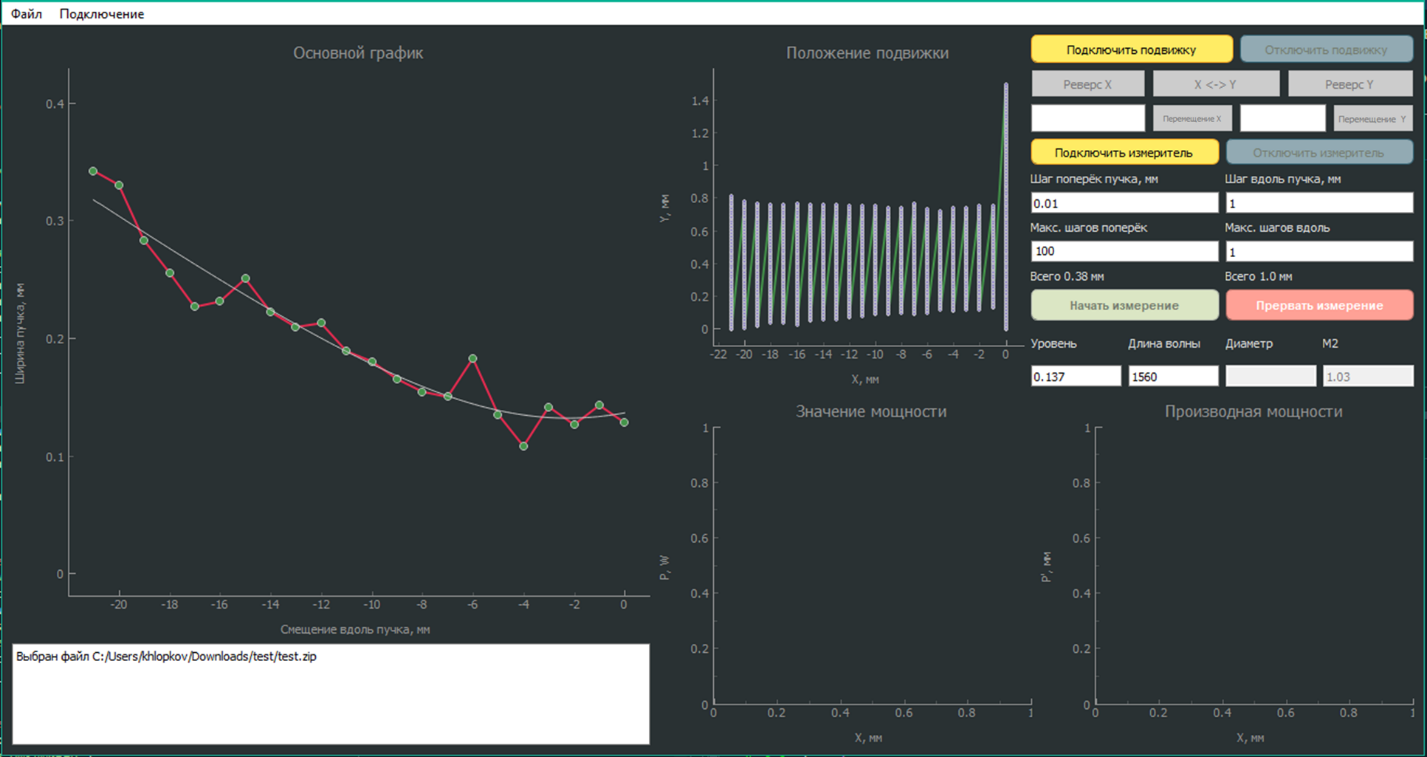 Файл Подключение
Основной график
0.4
0.3
0.2
0.1
0
Ширина пучка, мм
-20 -18 -16 -14 -12 -10 -8 -6 -4 -2 0
Смещение вдоль пучка, мм
Выбран файл C:/Users/khlopkov/Downloads/test/test.zip
Положение подвижки
1.4
1.2
1
0.8
0.6
0.4
0.2
0
Y, мм
-22 -20 -18 -16 -14 -12 -10 -8 -6 -4 -2 0
X, мм
Подключить подвижку Отключить подвижку
Реверс X X <-> Y Реверс Y
Перемещение X Перемещение Y
Подключить измеритель Отключить измеритель
Шаг поперёк пучка, мм Шаг вдоль пучка, мм
0.01 1
Макс. шагов поперёк Макс. шагов вдоль
100 1
Всего 0.38 мм Всего 1.0 мм
Начать измерение Прервать измерение
Уровень Длина волны Диаметр M2
0.137 1560 1.03
Значение мощности
1
0.8
0.6
0.4
0.2
0
P, W
0 0.2 0.4 0.6 0.8 1
X, мм
Производная мощности
1
0.8
0.6
0.4
0.2
0
P', мм
0 0.2 0.4 0.6 0.8 1
X, мм